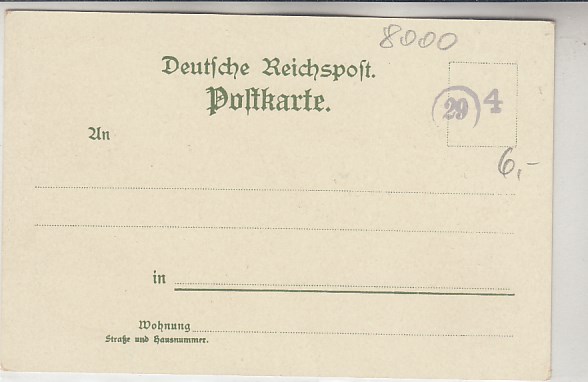 8000
Deutsche Reichspost.
Postkarte.
29 4
An
6,-
in
Wohnung
Straße und Hausnummer.